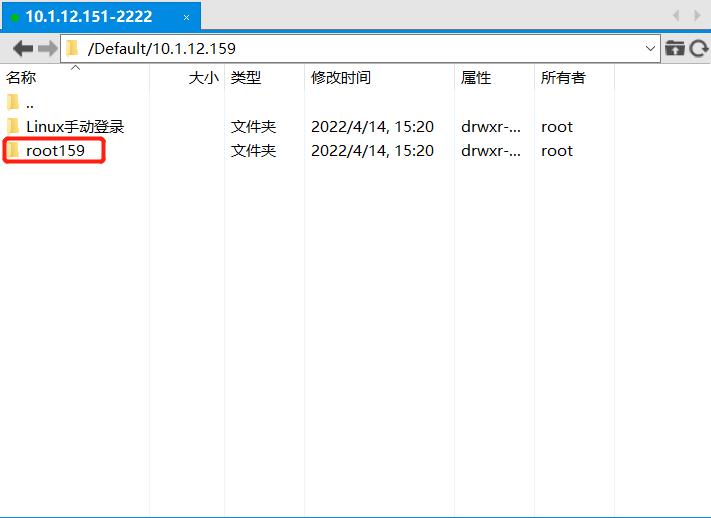 10.1.12.151-2222 ×
/Default/10.1.12.159
名称 大小 类型 修改时间 属性 所有者
..
Linux手动登录 文件夹 2022/4/14, 15:20 drwxr-... root
root159 文件夹 2022/4/14, 15:20 drwxr-... root